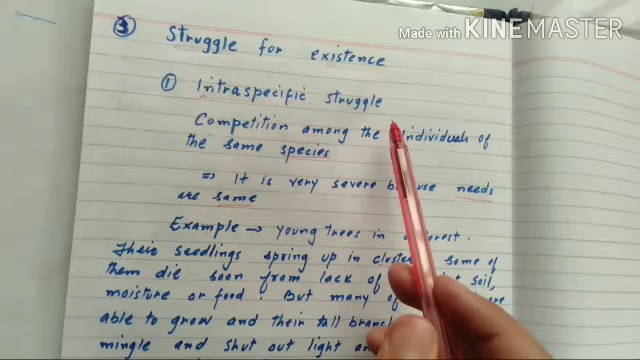 Made with KINEMASTER
③ Struggle for existence
① Intraspecific struggle
Competition among the individuals of
the same species
⇒ It is very severe because needs
are same
Example → young trees in forest.
Their seedlings spring up in cluster some of
them die soon from lack of soil,
moisture or food. But many of
able to grow and their tall branc
mingle and shut out light